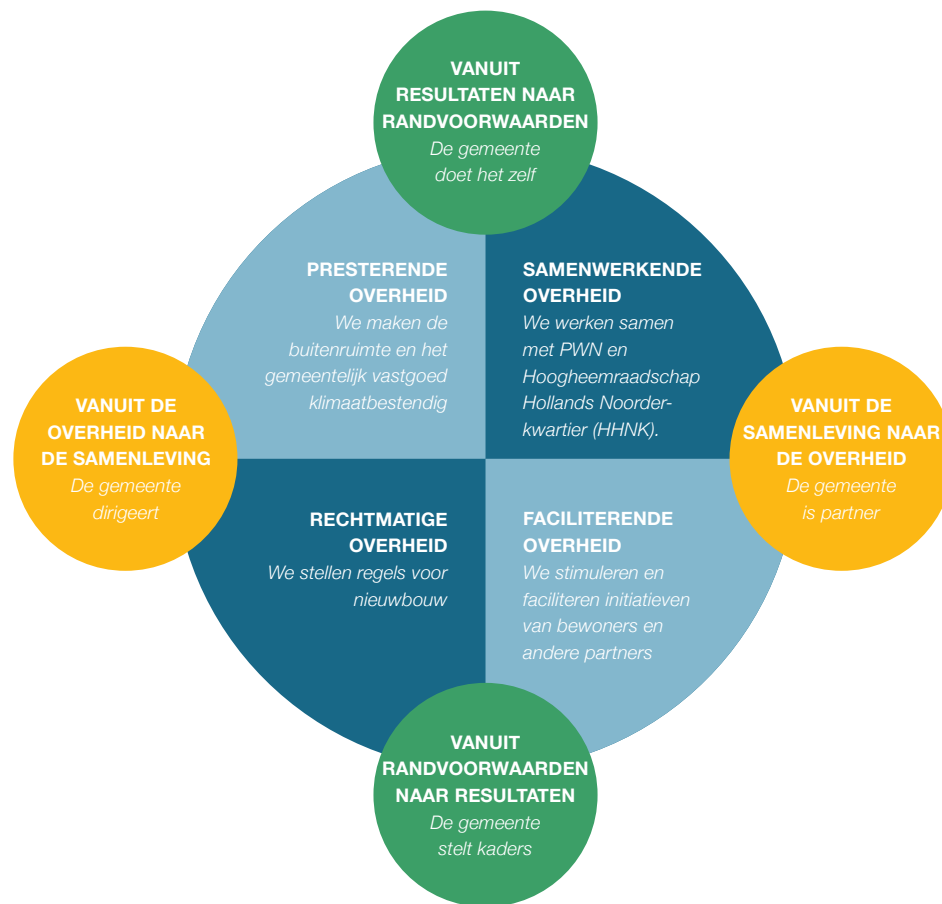 VANUIT
RESULTATEN NAAR
RANDVOORWAARDEN
De gemeente
doet het zelf
PRESTERENDE
OVERHEID
We maken de
buitenruimte en het
gemeentelijk vastgoed
klimaatbestendig
SAMENWERKENDE
OVERHEID
We werken samen
met PWN en
Hoogheemraadschap
Hollands Noorder-
kwartier (HHNK).
VANUIT DE
OVERHEID NAAR
DE SAMENLEVING
De gemeente
dirigeert
VANUIT DE
SAMENLEVING NAAR
DE OVERHEID
De gemeente
is partner
RECHTMATIGE
OVERHEID
We stellen regels voor
nieuwbouw
FACILITERENDE
OVERHEID
We stimuleren en
faciliteren initiatieven
van bewoners en
andere partners
VANUIT
RANDVOORWAARDEN
NAAR RESULTATEN
De gemeente
stelt kaders